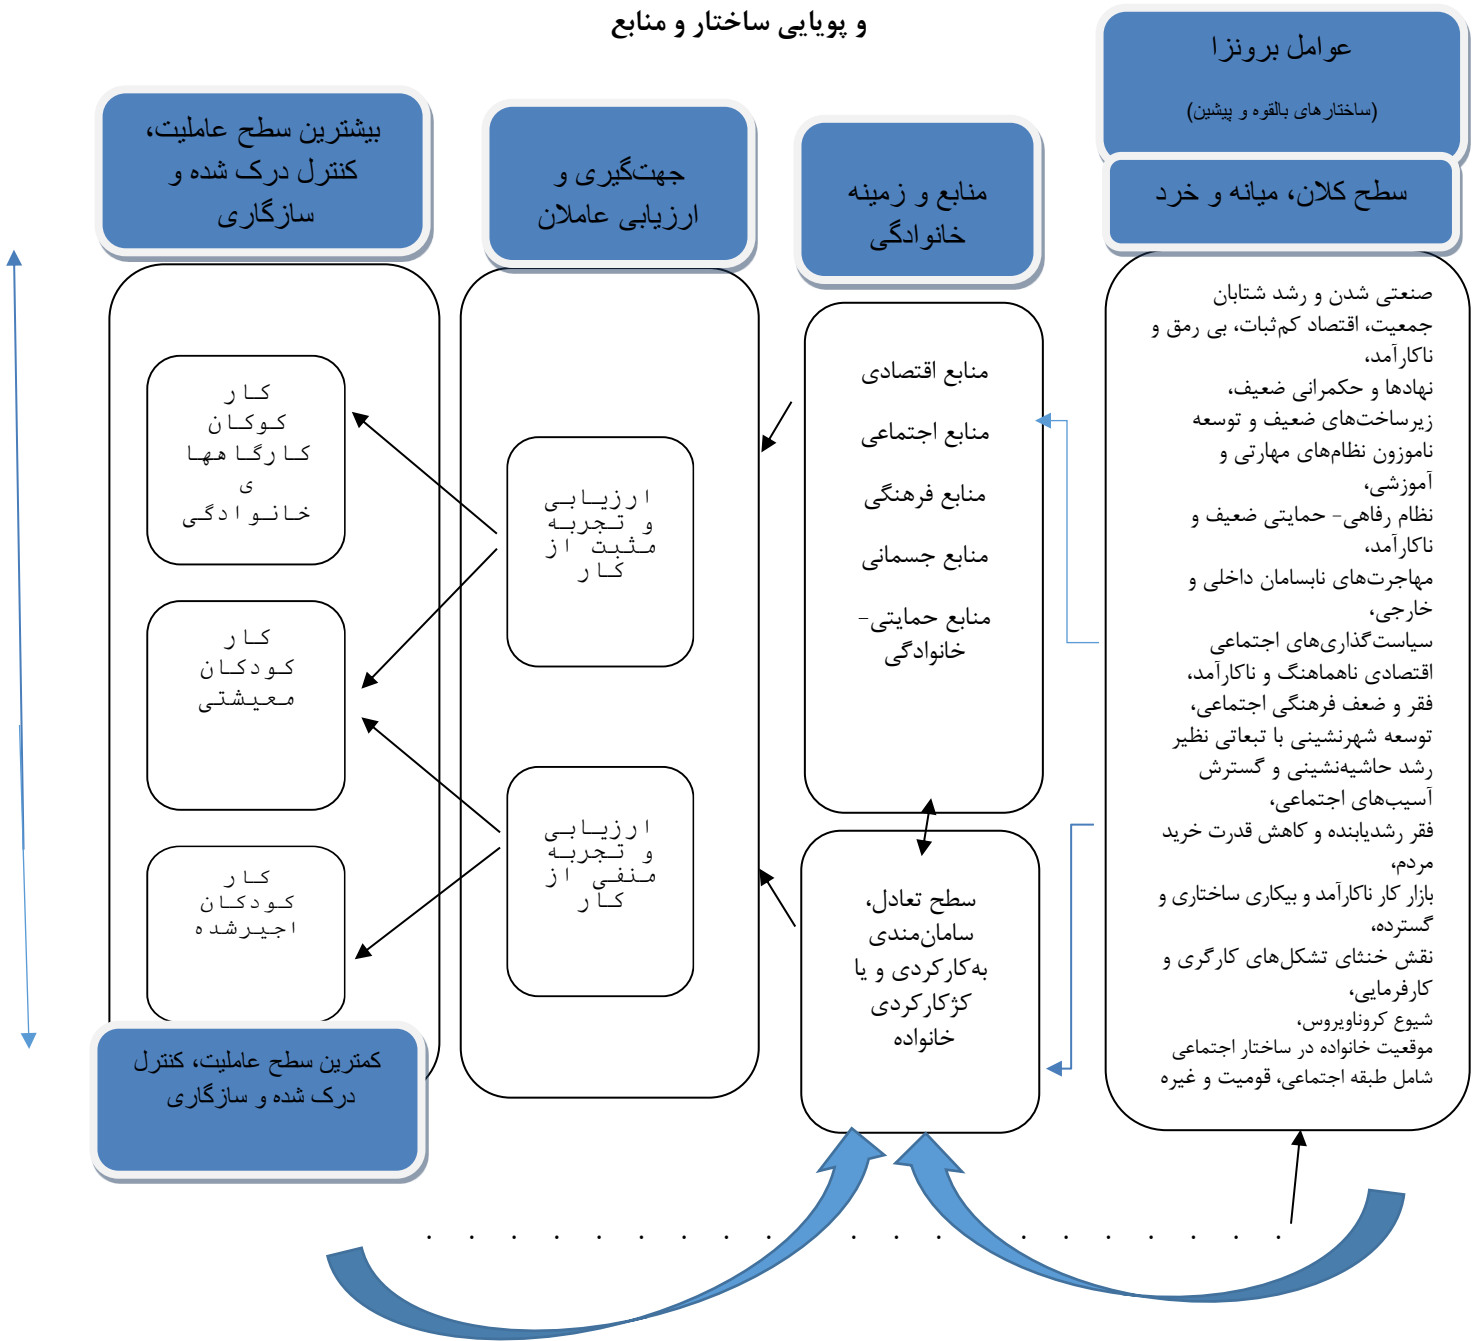 و پویایی ساختار و منابع
عوامل برونزا
(ساختارهای بالقوه و پیشین)
سطح کلان، میانه و خرد
صنعتی شدن و رشد شتابان
جمعیت، اقتصاد کم‌ثبات، بی رمق و
ناکارآمد،
نهادها و حکمرانی ضعیف،
زیرساخت‌های ضعیف و توسعه
ناموزون نظام‌های مهارتی و
آموزشی،
نظام رفاهی- حمایتی ضعیف و
ناکارآمد،
مهاجرت‌های نابسامان داخلی و
خارجی،
سیاست‌گذاری‌های اجتماعی
اقتصادی ناهماهنگ و ناکارآمد،
فقر و ضعف فرهنگی اجتماعی،
توسعه شهرنشینی با تبعاتی نظیر
رشد حاشیه‌نشینی و گسترش
آسیب‌های اجتماعی،
فقر رشدیابنده و کاهش قدرت خرید
مردم،
بازار کار ناکارآمد و بیکاری ساختاری و
گسترده،
نقش خنثای تشکل‌های کارگری و
کارفرمایی،
شیوع کروناویروس،
موقعیت خانواده در ساختار اجتماعی
شامل طبقه اجتماعی، قومیت و غیره
منابع و زمینه
خانوادگی
منابع اقتصادی
منابع اجتماعی
منابع فرهنگی
منابع جسمانی
منابع حمایتی-
خانوادگی
سطح تعادل،
سامان‌مندی
به‌کارکردی و یا
کژکارکردی
خانواده
جهت‌گیری و
ارزیابی عاملان
ارزیابی
و تجربه
مثبت از
کار
ارزیابی
و تجربه
منفی از
کار
بیشترین سطح عاملیت،
کنترل درک شده و
سازگاری
کار
کوکان
کارگاهها
ی
خانوادگی
کار
کودکان
معیشتی
کار
کودکان
اجیرشده
کمترین سطح عاملیت، کنترل
درک شده و سازگاری
. . . . . . . . . . . . . . . . . . . . .